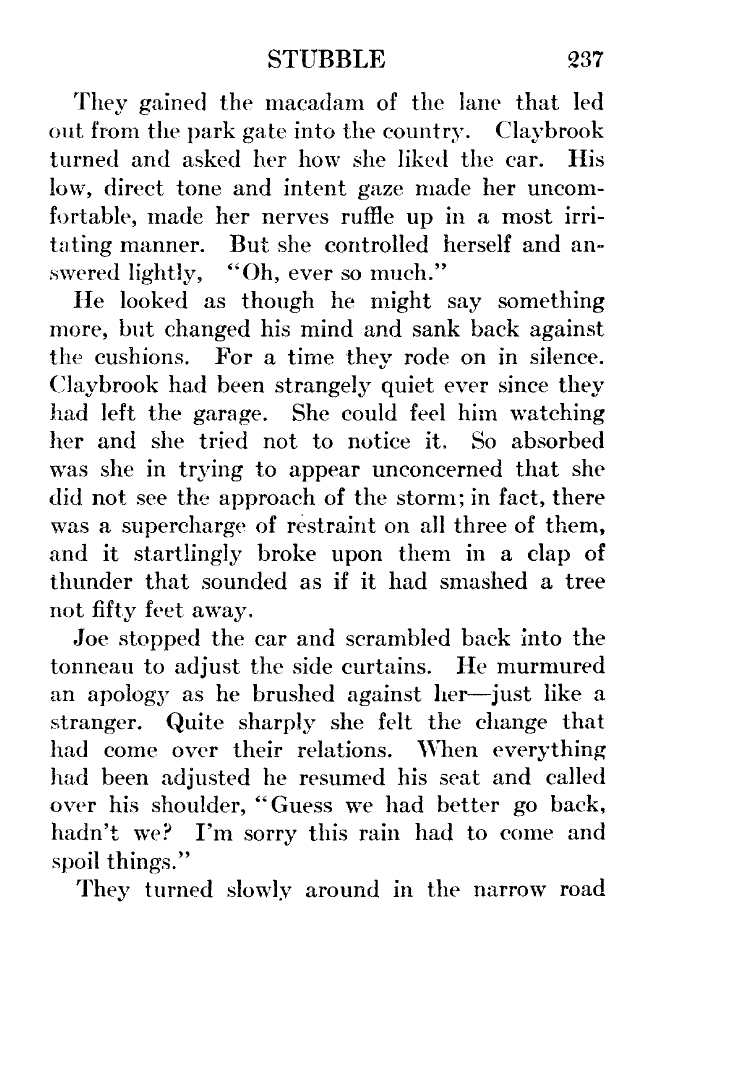 STUBBLE 237
They gained the macadam of the lane that led
out from the park gate into the country. Claybrook
turned and asked her how she liked the car. His
low, direct tone and intent gaze made her uncom-
fortable, made her nerves ruffle up in a most irri-
tating manner. But she controlled herself and an-
swered lightly, “Oh, ever so much.”
He looked as though he might say something
more, but changed his mind and sank back against
the cushions. For a time they rode on in silence.
Claybrook had been strangely quiet ever since they
had left the garage. She could feel him watching
her and she tried not to notice it. So absorbed
was she in trying to appear unconcerned that she
did not see the approach of the storm; in fact, there
was a supercharge of restraint on all three of them,
and it startlingly broke upon them in a clap of
thunder that sounded as if it had smashed a tree
not fifty feet away.
Joe stopped the car and scrambled back into the
tonneau to adjust the side curtains. He murmured
an apology as he brushed against her—just like a
stranger. Quite sharply she felt the change that
had come over their relations. When everything
had been adjusted he resumed his seat and called
over his shoulder, “Guess we had better go back,
hadn’t we? I’m sorry this rain had to come and
spoil things.”
They turned slowly around in the narrow road